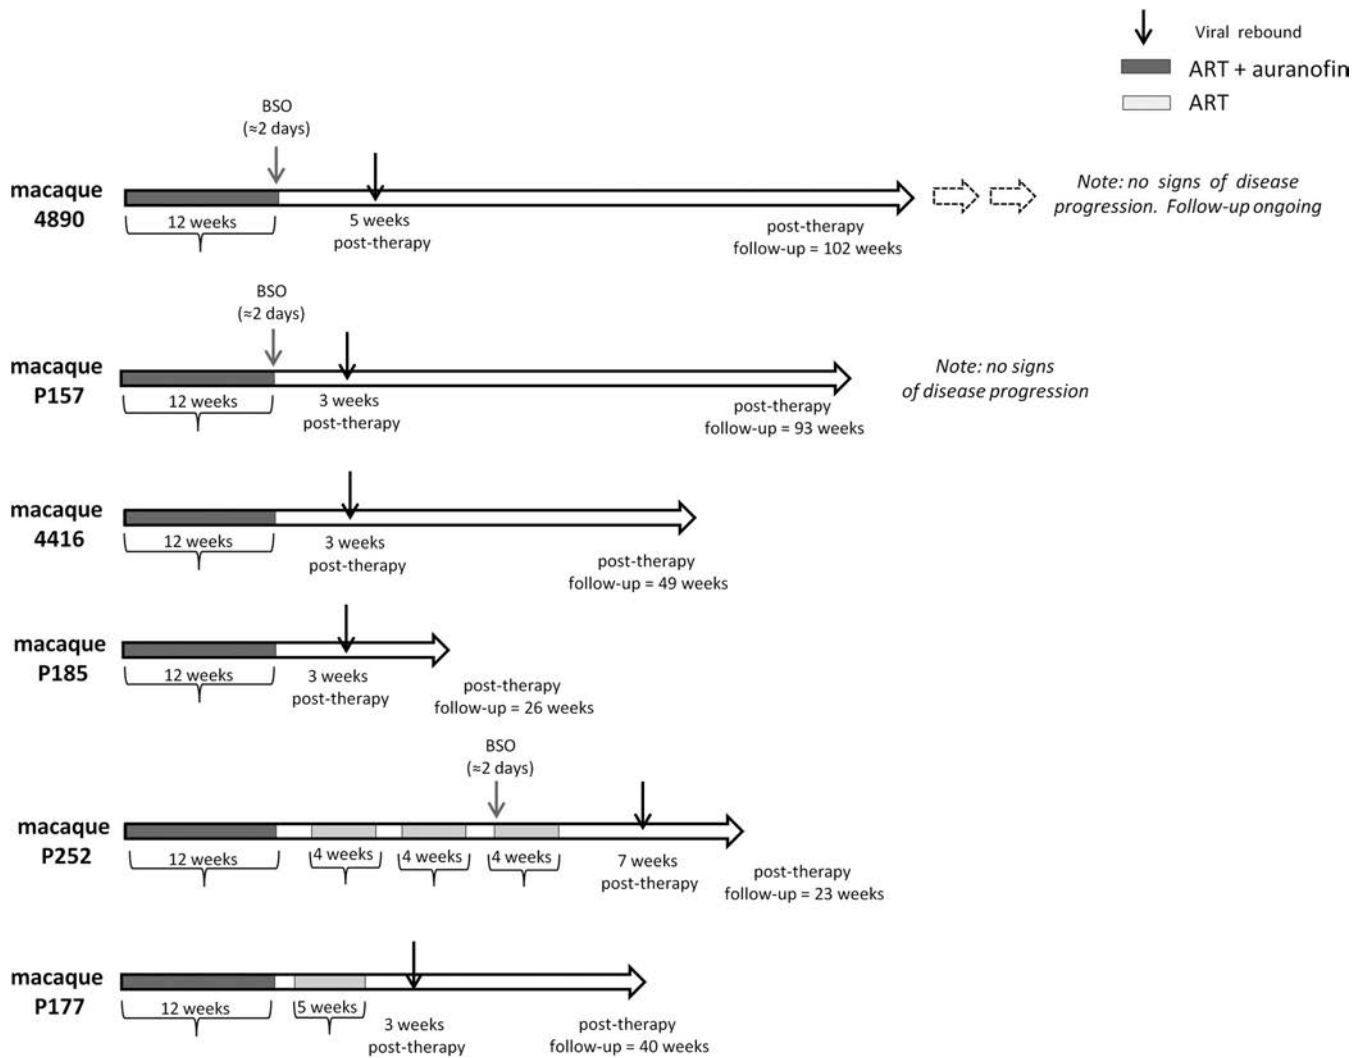 Viral rebound
ART + auranofin
ART
BSO
(≈2 days)
macaque
4890
12 weeks
5 weeks
post-therapy
post-therapy
follow-up = 102 weeks
Note: no signs of disease
progression. Follow-up ongoing
BSO
(≈2 days)
macaque
P157
12 weeks
3 weeks
post-therapy
post-therapy
follow-up = 93 weeks
Note: no signs
of disease progression
macaque
4416
12 weeks
3 weeks
post-therapy
post-therapy
follow-up = 49 weeks
macaque
P185
12 weeks
3 weeks
post-therapy
post-therapy
follow-up = 26 weeks
BSO
(≈2 days)
macaque
P252
12 weeks
4 weeks
4 weeks
4 weeks
7 weeks
post-therapy
post-therapy
follow-up = 23 weeks
macaque
P177
12 weeks
5 weeks
3 weeks
post-therapy
post-therapy
follow-up = 40 weeks